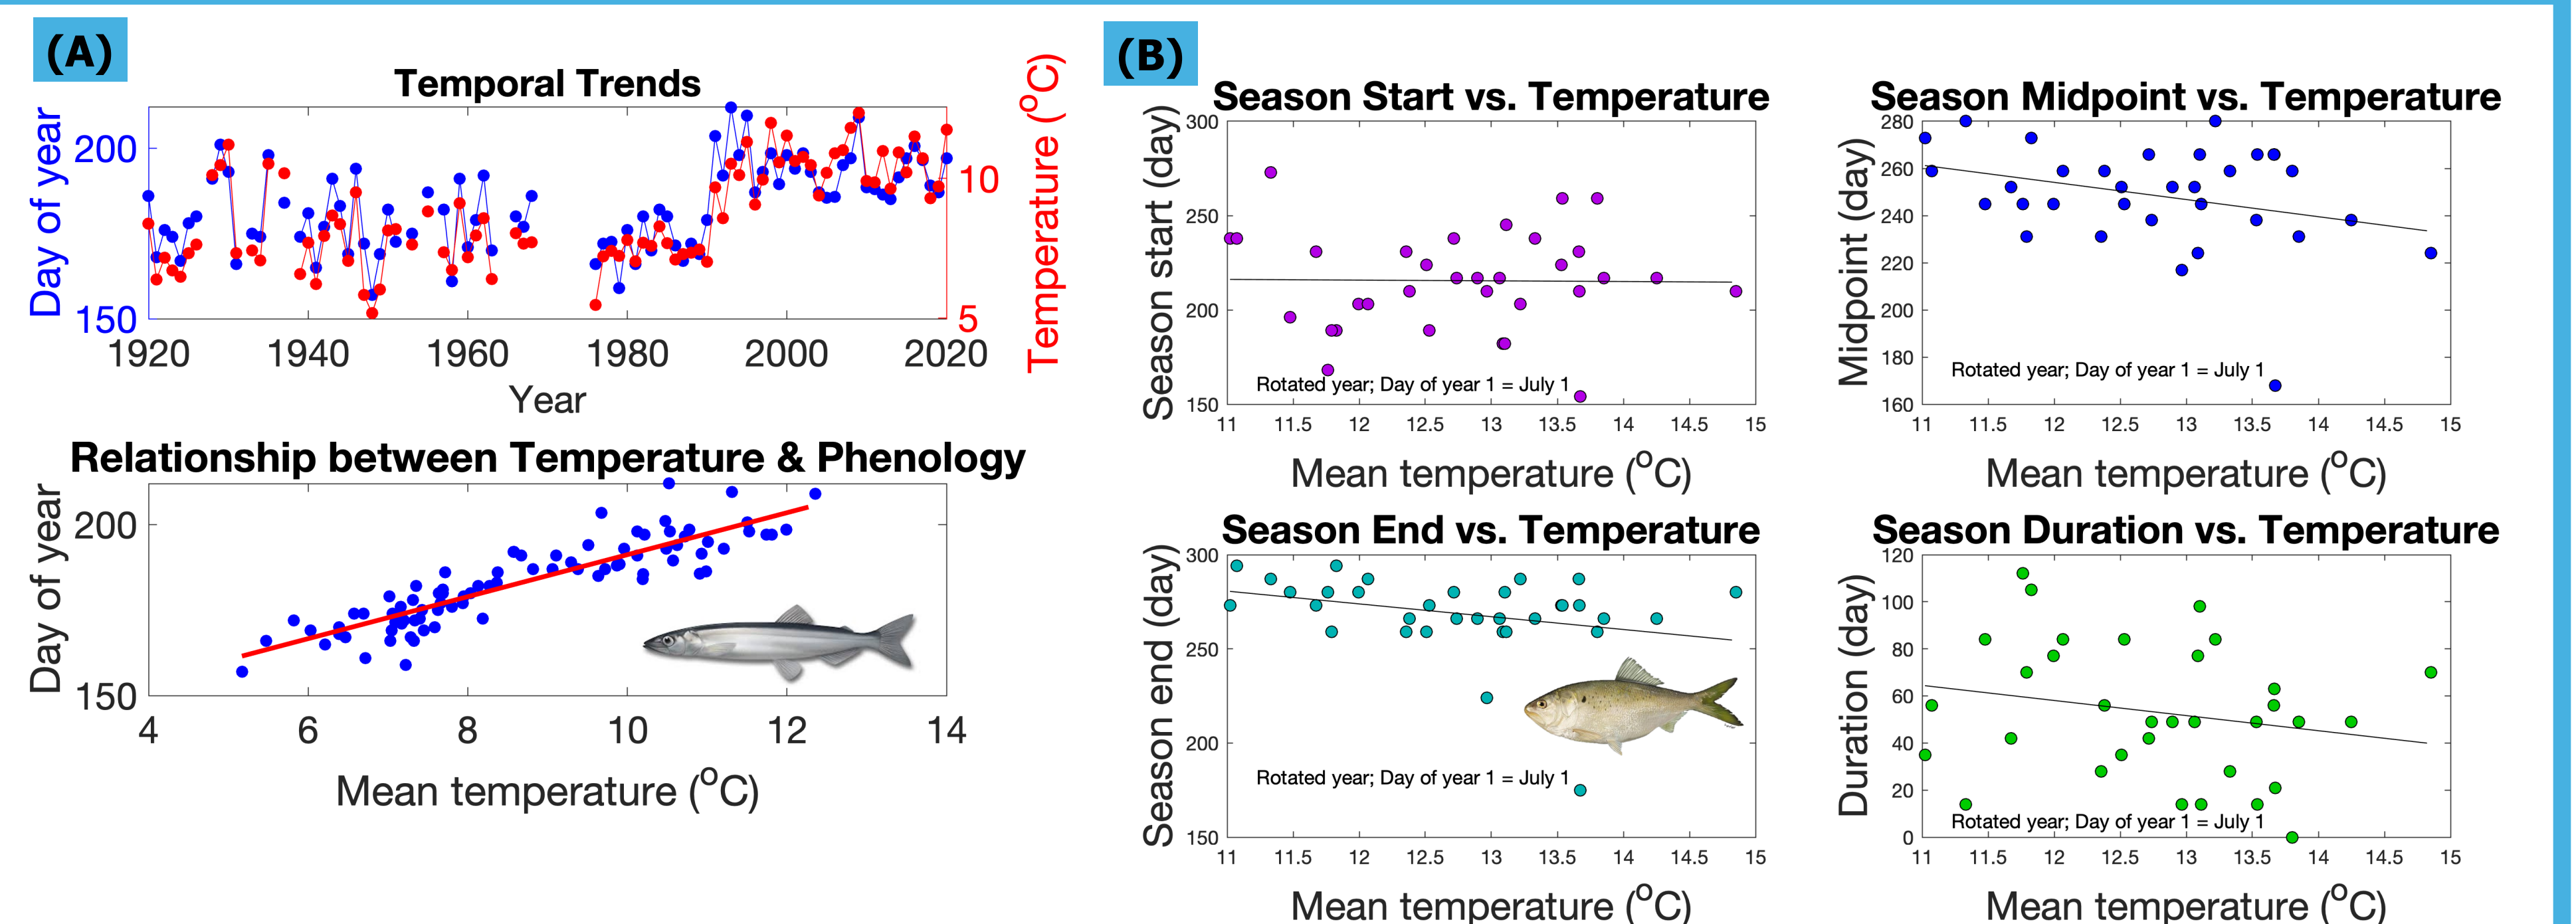 (A)
Temporal Trends
Day of year
200
150
Temperature (°C)
10
5
1920 1940 1960 1980 2000 2020
Year
Relationship between Temperature & Phenology
Day of year
200
150
4 6 8 10 12 14
Mean temperature (°C)
(B)
Season Start vs. Temperature
Season start (day)
300
250
200
150
Rotated year; Day of year 1 = July 1
11 11.5 12 12.5 13 13.5 14 14.5 15
Mean temperature (°C)
Season Midpoint vs. Temperature
Midpoint (day)
280
260
240
220
200
180
160
Rotated year; Day of year 1 = July 1
11 11.5 12 12.5 13 13.5 14 14.5 15
Mean temperature (°C)
Season End vs. Temperature
Season end (day)
300
250
200
150
Rotated year; Day of year 1 = July 1
11 11.5 12 12.5 13 13.5 14 14.5 15
Mean temperature (°C)
Season Duration vs. Temperature
Duration (day)
120
100
80
60
40
20
0
Rotated year; Day of year 1 = July 1
11 11.5 12 12.5 13 13.5 14 14.5 15
Mean temperature (°C)